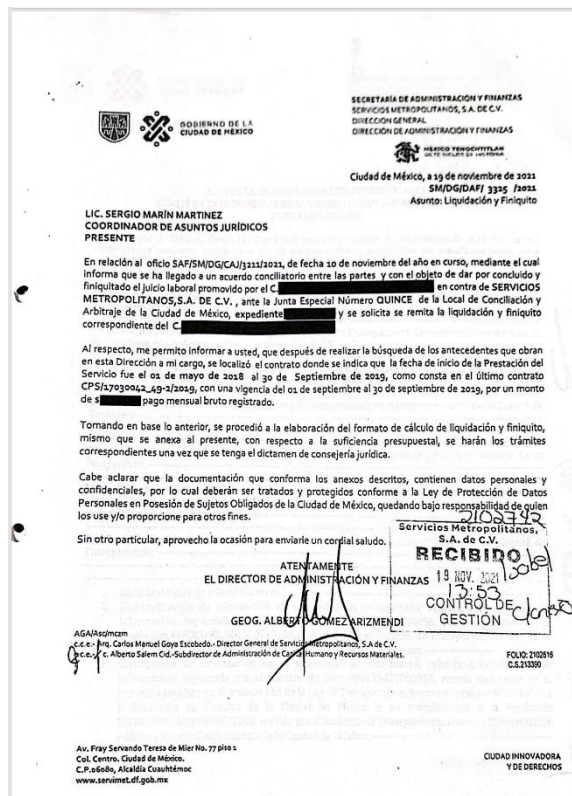 GOBIERNO DE LA
CIUDAD DE MÉXICO
SECRETARÍA DE ADMINISTRACIÓN Y FINANZAS
SERVICIOS METROPOLITANOS, S.A. DE C.V.
DIRECCIÓN GENERAL
DIRECCIÓN DE ADMINISTRACIÓN Y FINANZAS
MÉXICO TENOCHTITLAN
SIETE SIGLOS DE HISTORIA
Ciudad de México, a 19 de noviembre de 2021
SM/DG/DAF/ 3325 /2021
Asunto: Liquidación y Finiquito
LIC. SERGIO MARÍN MARTINEZ
COORDINADOR DE ASUNTOS JURÍDICOS
PRESENTE
En relación al oficio SAF/SM/DG/CAJ/3211/2021, de fecha 10 de noviembre del año en curso, mediante el cual
informa que se ha llegado a un acuerdo conciliatorio entre las partes y con el objeto de dar por concluido y
finiquitado el juicio laboral promovido por el C. en contra de SERVICIOS
METROPOLITANOS,S.A. DE C.V. , ante la Junta Especial Número QUINCE de la Local de Conciliación y
Arbitraje de la Ciudad de México, expediente y se solicita se remita la liquidación y finiquito
correspondiente del C.
Al respecto, me permito informar a usted, que después de realizar la búsqueda de los antecedentes que obran
en esta Dirección a mi cargo, se localizó el contrato donde se indica que la fecha de inicio de la Prestación del
Servicio fue el 01 de mayo de 2018 al 30 de Septiembre de 2019, como consta en el último contrato
CPS/17030042_49-2/2019, con una vigencia del 01 de septiembre al 30 de septiembre de 2019, por un monto
de $ pago mensual bruto registrado.
Tomando en base lo anterior, se procedió a la elaboración del formato de cálculo de liquidación y finiquito,
mismo que se anexa al presente, con respecto a la suficiencia presupuestal, se harán los trámites
correspondientes una vez que se tenga el dictamen de consejería jurídica.
Cabe aclarar que la documentación que conforma los anexos descritos, contienen datos personales y
confidenciales, por lo cual deberán ser tratados y protegidos conforme a la Ley de Protección de Datos
Personales en Posesión de Sujetos Obligados de la Ciudad de México, quedando bajo responsabilidad de quien
los use y/o proporcione para otros fines.
Sin otro particular, aprovecho la ocasión para enviarle un cordial saludo.
2102742
Servicios Metropolitanos,
S.A. de C.V.
RECIBIDO
19 NOV. 2021
Isabel
13:53
CONTROL DE
GESTIÓN
ATENTAMENTE
EL DIRECTOR DE ADMINISTRACIÓN Y FINANZAS
GEOG. ALBERTO GÓMEZ ARIZMENDI
AGA/Asc/mczm
c.c.e.- Arq. Carlos Manuel Goya Escobedo.- Director General de Servicios Metropolitanos, S.A de C.V.
c.c.e.- c. Alberto Salem Cid.-Subdirector de Administración de Capital Humano y Recursos Materiales.
FOLIO: 2102616
C.S.213390
Av. Fray Servando Teresa de Mier No. 77 piso 2
Col. Centro. Ciudad de México.
C.P.06080, Alcaldía Cuauhtémoc
www.servimet.df.gob.mx
CIUDAD INNOVADORA
Y DE DERECHOS